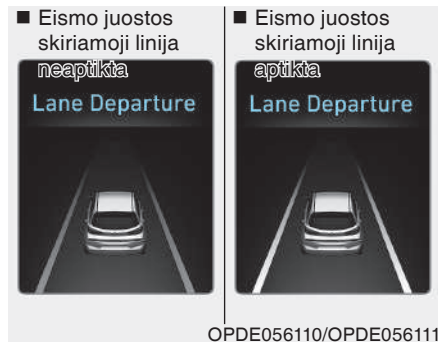 ■ Eismo juostos
skiriamoji linija
neaptikta
Lane Departure
■ Eismo juostos
skiriamoji linija
aptikta
Lane Departure
OPDE056110/OPDE056111